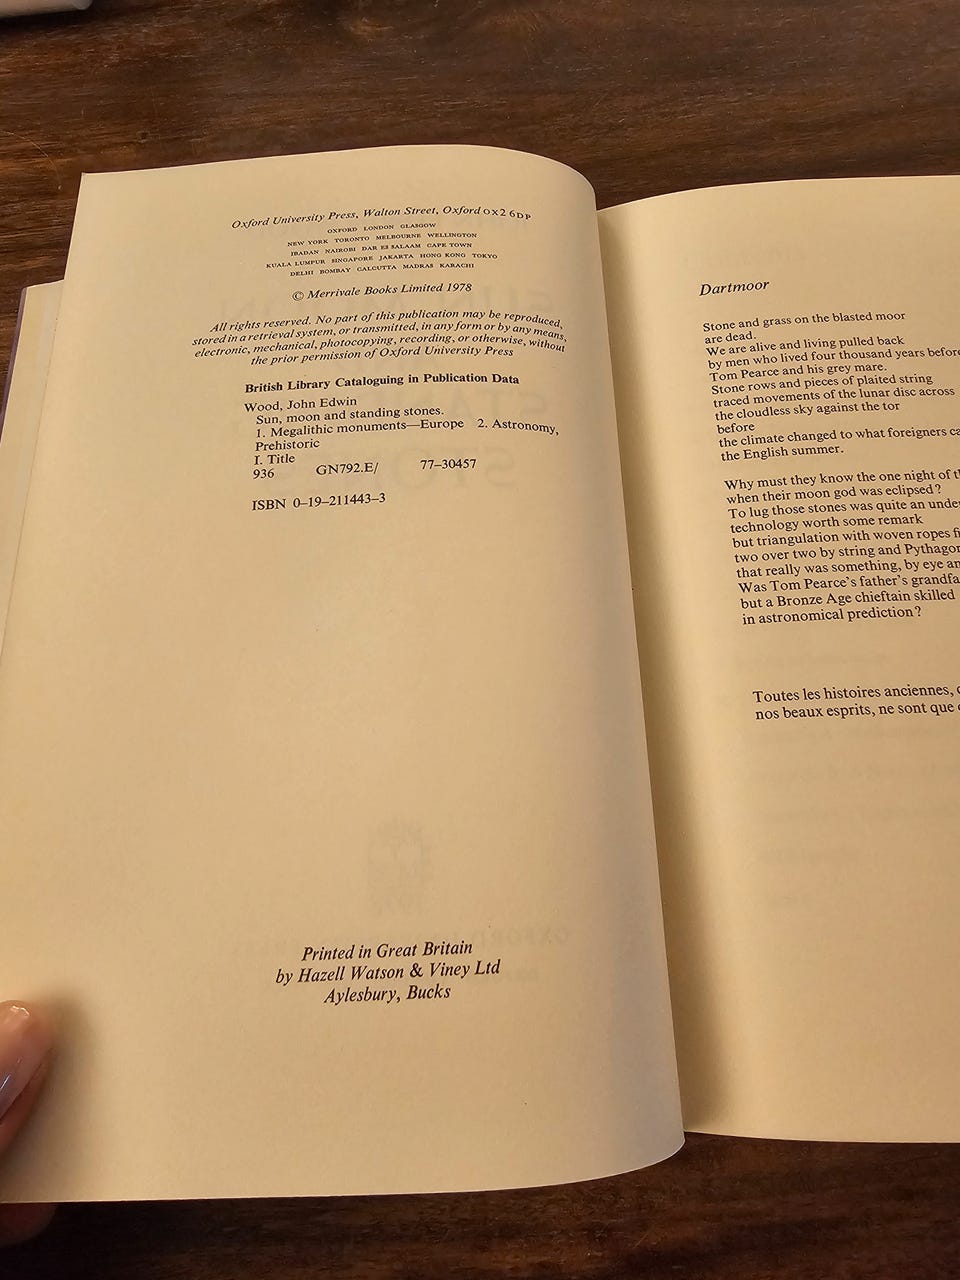 Oxford University Press, Walton Street, Oxford OX2 6DP
OXFORD LONDON GLASGOW
NEW YORK TORONTO MELBOURNE WELLINGTON
IBADAN NAIROBI DAR ES SALAAM CAPE TOWN
KUALA LUMPUR SINGAPORE JAKARTA HONG KONG TOKYO
DELHI BOMBAY CALCUTTA MADRAS KARACHI
© Merrivale Books Limited 1978
All rights reserved. No part of this publication may be reproduced,
stored in a retrieval system, or transmitted, in any form or by any means,
electronic, mechanical, photocopying, recording, or otherwise, without
the prior permission of Oxford University Press
British Library Cataloguing in Publication Data
Wood, John Edwin
Sun, moon and standing stones.
1. Megalithic monuments—Europe 2. Astronomy,
Prehistoric
I. Title
936 GN792.E/ 77–30457
ISBN 0–19–211443–3
Printed in Great Britain
by Hazell Watson & Viney Ltd
Aylesbury, Bucks
Dartmoor
Stone and grass on the blasted moor
are dead.
We are alive and living pulled back
by men who lived four thousand years before
Tom Pearce and his grey mare.
Stone rows and pieces of plaited string
traced movements of the lunar disc across
the cloudless sky against the tor
before
the climate changed to what foreigners
the English summer.
Why must they know the one night of
when their moon god was eclipsed?
To lug those stones was quite an
technology worth some remark
but triangulation with woven ropes
two over two by string and
that really was something, by eye
Was Tom Pearce's father's
but a Bronze Age chieftain skilled
in astronomical prediction?
Toutes les histoires anciennes,
nos beaux esprits, ne sont que